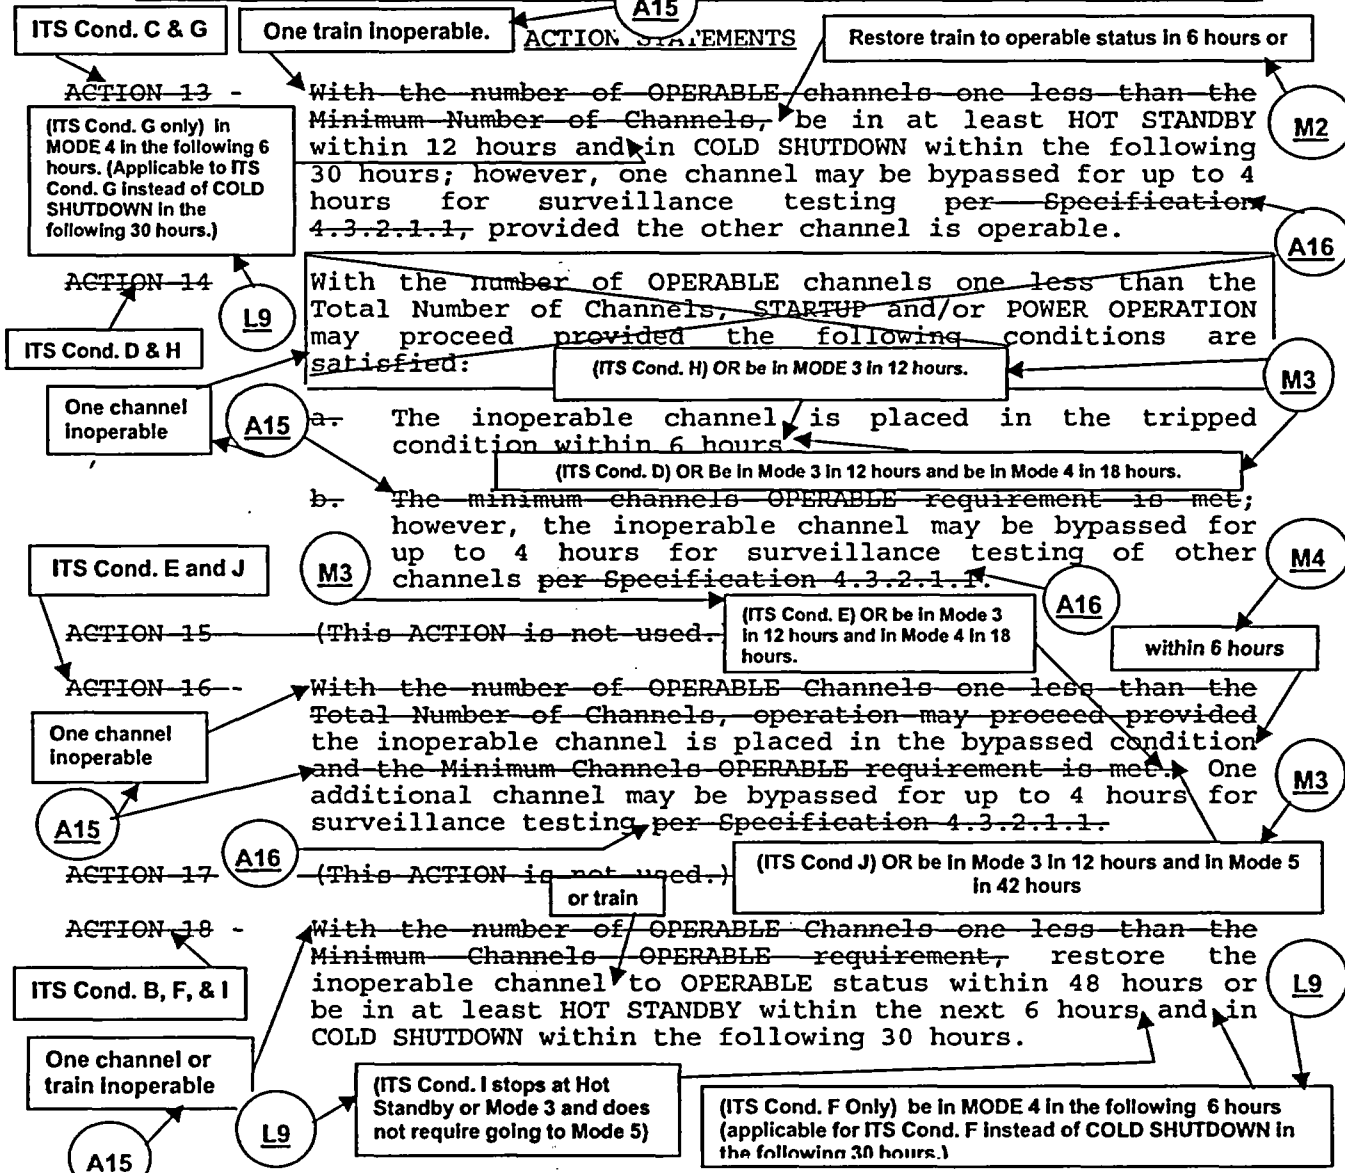 A15
ITS Cond. C & G
One train inoperable.
ACTION STATEMENTS
Restore train to operable status in 6 hours or
ACTION 13 - With the number of OPERABLE channels one less than the
Minimum Number of Channels, be in at least HOT STANDBY
within 12 hours and in COLD SHUTDOWN within the following
30 hours; however, one channel may be bypassed for up to 4
hours for surveillance testing per Specification
4.3.2.1.1, provided the other channel is operable.
M2
(ITS Cond. G only) in
MODE 4 in the following 6
hours. (Applicable to ITS
Cond. G instead of COLD
SHUTDOWN in the
following 30 hours.)
A16
L9
ACTION 14 With the number of OPERABLE channels one less than the
Total Number of Channels, STARTUP and/or POWER OPERATION
may proceed provided the following conditions are
satisfied:
ITS Cond. D & H
(ITS Cond. H) OR be in MODE 3 in 12 hours.
M3
One channel
inoperable
A15
a. The inoperable channel is placed in the tripped
condition within 6 hours
(ITS Cond. D) OR Be in Mode 3 in 12 hours and be in Mode 4 in 18 hours.
b. The minimum channels OPERABLE requirement is met;
however, the inoperable channel may be bypassed for
up to 4 hours for surveillance testing of other
channels per Specification 4.3.2.1.1.
ITS Cond. E and J
M3
M4
A16
(ITS Cond. E) OR be in Mode 3
in 12 hours and in Mode 4 in 18
hours.
within 6 hours
ACTION 15 (This ACTION is not used.
ACTION 16 - With the number of OPERABLE Channels one less than the
Total Number of Channels, operation may proceed provided
the inoperable channel is placed in the bypassed condition
and the Minimum Channels OPERABLE requirement is met. One
additional channel may be bypassed for up to 4 hours for
surveillance testing per Specification 4.3.2.1.1.
One channel
inoperable
A15
M3
A16
(ITS Cond J) OR be in Mode 3 in 12 hours and in Mode 5
in 42 hours
ACTION 17 (This ACTION is not used.)
or train
ACTION 18 - With the number of OPERABLE Channels one less than the
Minimum Channels OPERABLE requirement, restore the
inoperable channel to OPERABLE status within 48 hours or
be in at least HOT STANDBY within the next 6 hours and in
COLD SHUTDOWN within the following 30 hours.
ITS Cond. B, F, & I
L9
One channel or
train inoperable
A15
L9
(ITS Cond. I stops at Hot
Standby or Mode 3 and does
not require going to Mode 5)
(ITS Cond. F Only) be in MODE 4 in the following 6 hours
(applicable for ITS Cond. F instead of COLD SHUTDOWN in
the following 30 hours.)